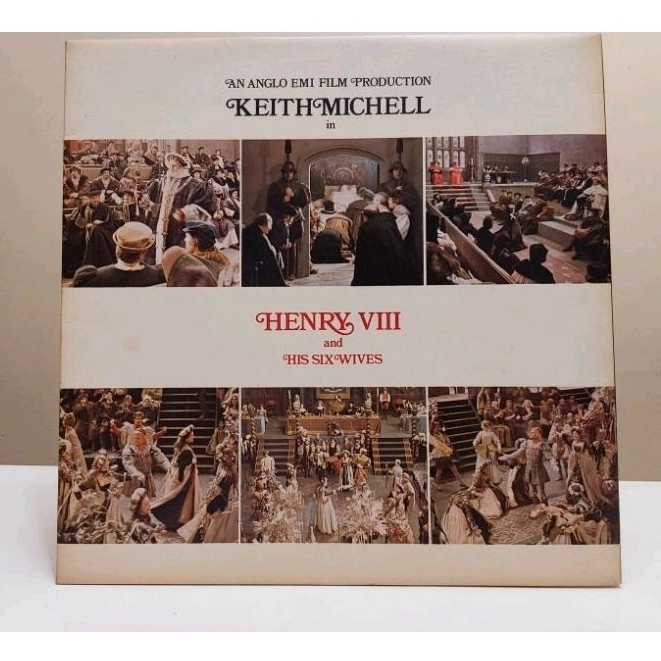 AN ANGLO EMI FILM PRODUCTION
KEITH MICHELL
in
HENRY VIII
and
HIS SIX WIVES